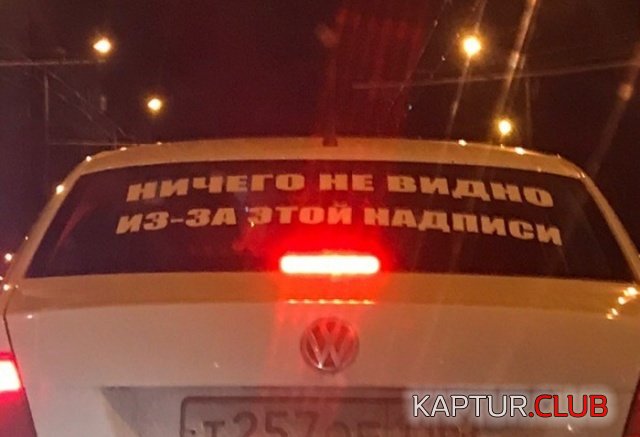 НИЧЕГО НЕ ВИДНО
ИЗ-ЗА ЭТОЙ НАДПИСИ
KAPTUR.CLUB